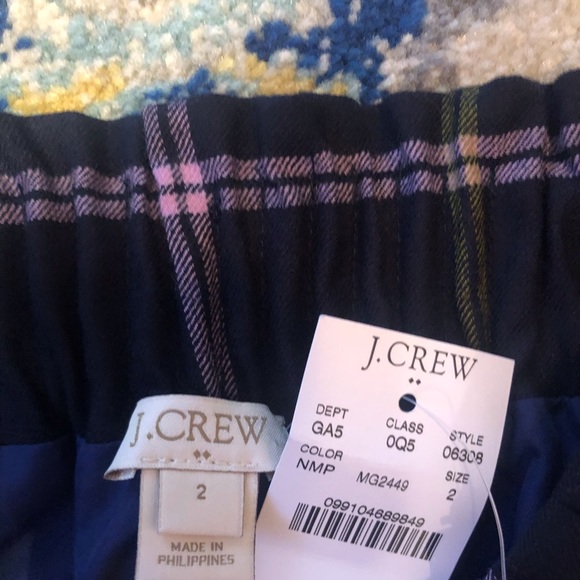 J.CREW
DEPT CLASS STYLE
GA5 0Q5 06308
COLOR SIZE
NMP MG2449 2
099104689849
J.CREW
2
MADE IN
PHILIPPINES